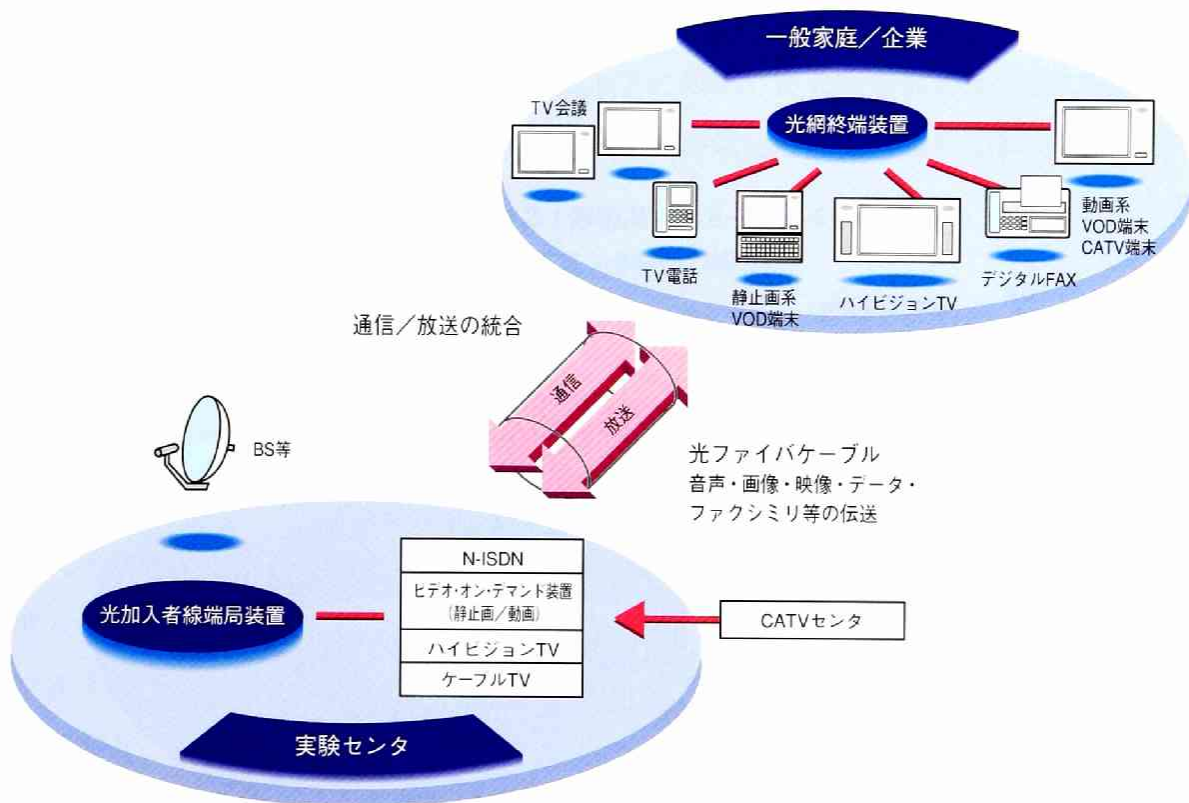 一般家庭／企業
TV会議
光網終端装置
TV電話
静止画系
VOD端末
ハイビジョンTV
デジタルFAX
動画系
VOD端末
CATV端末
通信／放送の統合
通信
放送
BS等
光ファイバケーブル
音声・画像・映像・データ・
ファクシミリ等の伝送
N-ISDN
ビデオ・オン・デマンド装置
(静止画／動画)
ハイビジョンTV
ケーブルTV
光加入者線端局装置
CATVセンタ
実験センタ